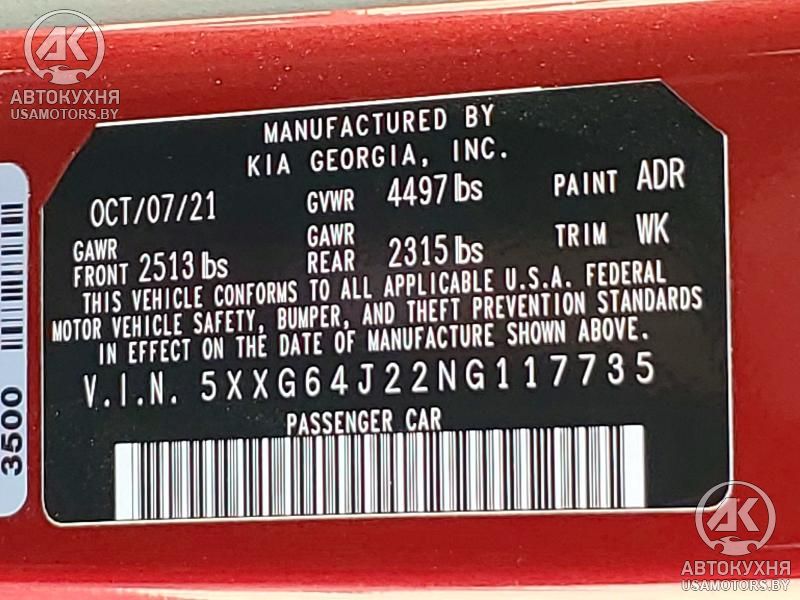 AK
АВТОКУХНЯ
USAMOTORS.BY
MANUFACTURED BY
KIA GEORGIA, INC.
OCT/07/21 GVWR 4497 lbs PAINT ADR
GAWR FRONT 2513 lbs GAWR REAR 2315 lbs TRIM WK
THIS VEHICLE CONFORMS TO ALL APPLICABLE U.S.A. FEDERAL
MOTOR VEHICLE SAFETY, BUMPER, AND THEFT PREVENTION STANDARDS
IN EFFECT ON THE DATE OF MANUFACTURE SHOWN ABOVE.
V.I.N. 5XXG64J22NG117735
PASSENGER CAR
3500
AK
АВТОКУХНЯ
USAMOTORS.BY